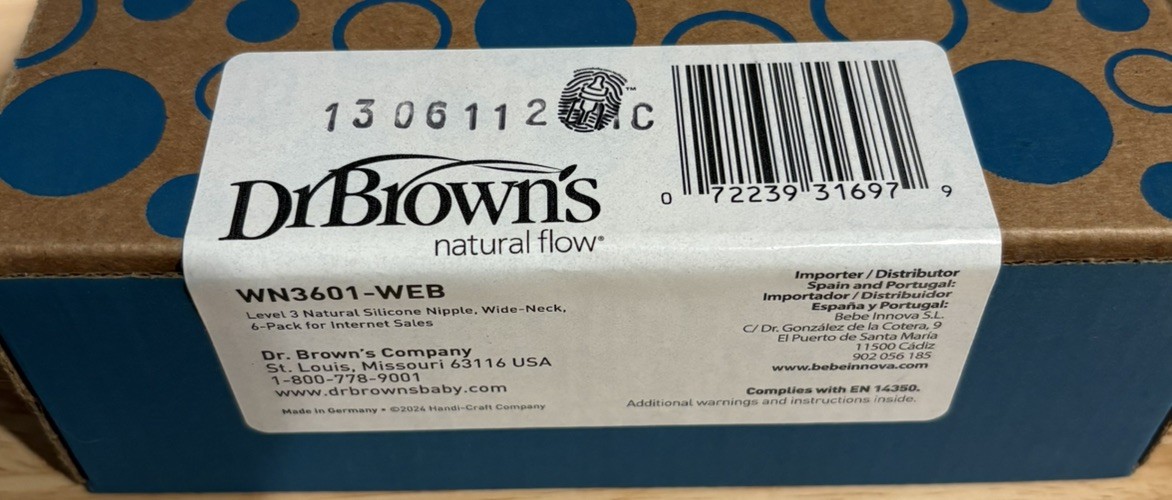 1306112 C
™
DrBrown's
natural flow®
0 72239 31697 9
WN3601-WEB
Level 3 Natural Silicone Nipple, Wide-Neck,
6-Pack for Internet Sales
Dr. Brown's Company
St. Louis, Missouri 63116 USA
1-800-778-9001
www.drbrownsbaby.com
Made in Germany • ©2024 Handi-Craft Company
Importer / Distributor
Spain and Portugal:
Importador / Distribuidor
España y Portugal:
Bebe Innova S.L.
C/ Dr. González de la Cotera, 9
El Puerto de Santa María
11500 Cádiz
902 056 185
www.bebeinnova.com
Complies with EN 14350.
Additional warnings and instructions inside.